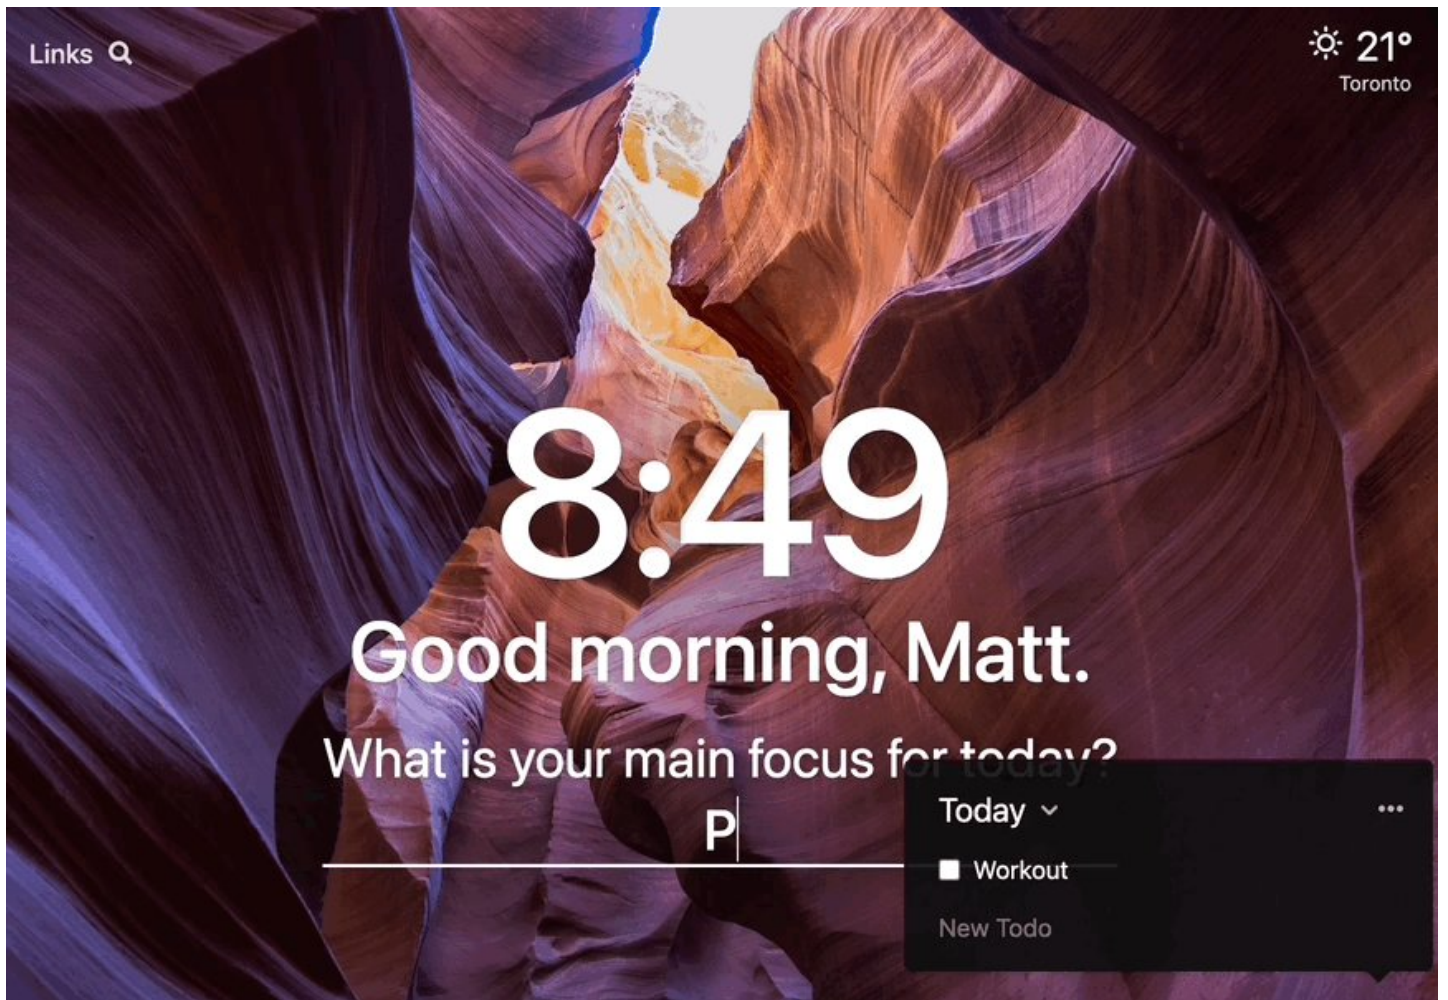 Links
21°
Toronto
8:49
Good morning, Matt.
What is your main focus for today?
P
Today
Workout
New Todo